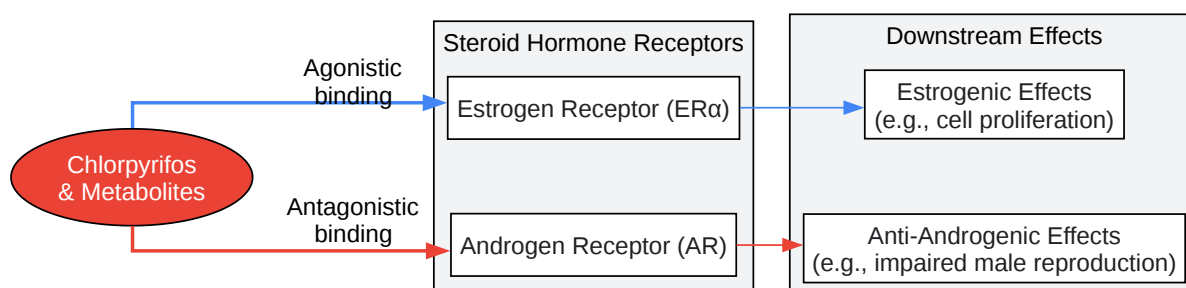 Steroid Hormone Receptors
Downstream Effects
Agonistic
binding
Estrogen Receptor (ERα)
Estrogenic Effects
(e.g., cell proliferation)
Chlorpyrifos
& Metabolites
Antagonistic
binding
Androgen Receptor (AR)
Anti-Androgenic Effects
(e.g., impaired male reproduction)